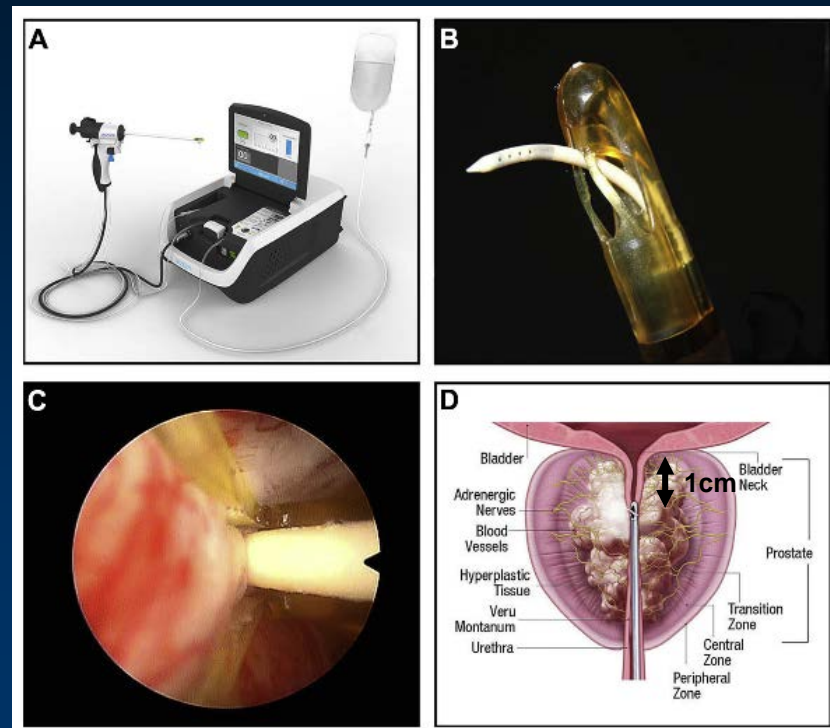 A
B
C
D
Bladder
Adrenergic
Nerves
Blood
Vessels
Hyperplastic
Tissue
Veru
Montanum
Urethra
1cm
Bladder
Neck
Prostate
Transition
Zone
Central
Zone
Peripheral
Zone